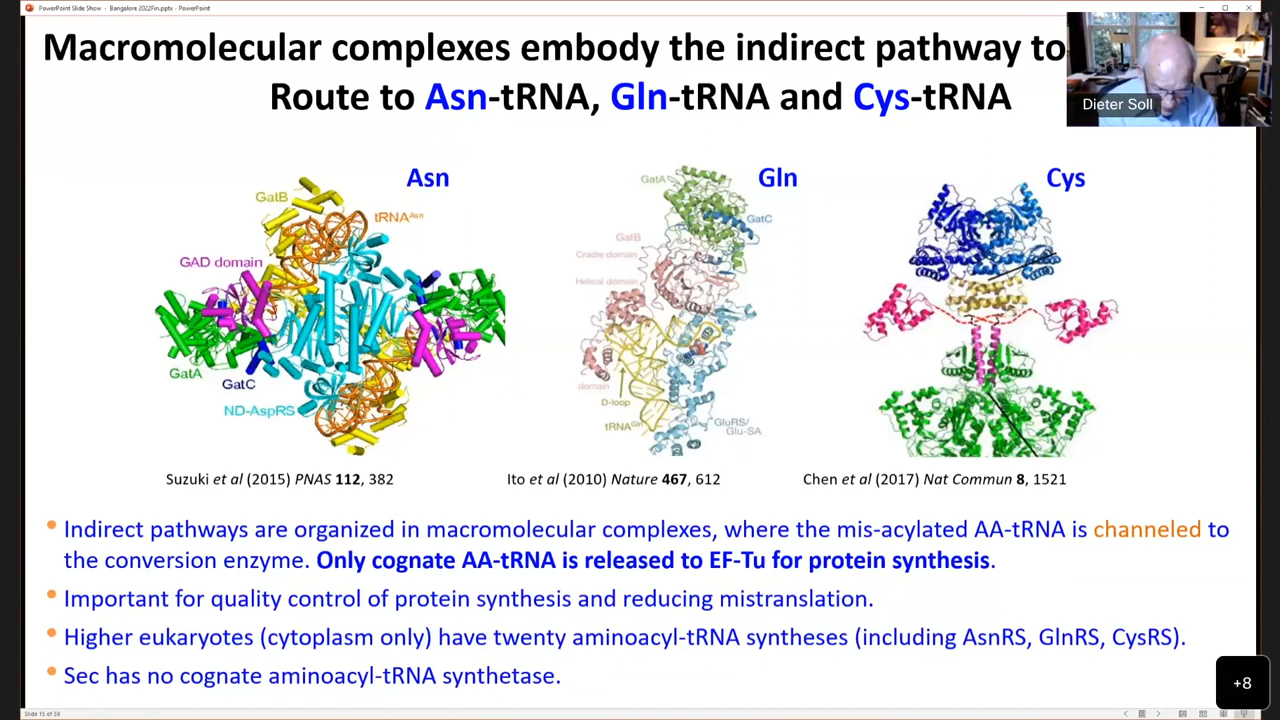 PowerPoint Slide Show - Bangalore 2022Fin.pptx - PowerPoint
Macromolecular complexes embody the indirect pathway to
Route to Asn-tRNA, Gln-tRNA and Cys-tRNA
Dieter Soll
Asn
Gln
Cys
GatB
tRNAAsn
GAD domain
GatA
GatC
ND-AspRS
GatA
GatC
GatB
Cradle domain
Helical domain
domain
D-loop
tRNAGln
GluRS/
Glu-SA
Suzuki et al (2015) PNAS 112, 382
Ito et al (2010) Nature 467, 612
Chen et al (2017) Nat Commun 8, 1521
• Indirect pathways are organized in macromolecular complexes, where the mis-acylated AA-tRNA is channeled to
the conversion enzyme. Only cognate AA-tRNA is released to EF-Tu for protein synthesis.
• Important for quality control of protein synthesis and reducing mistranslation.
• Higher eukaryotes (cytoplasm only) have twenty aminoacyl-tRNA syntheses (including AsnRS, GlnRS, CysRS).
• Sec has no cognate aminoacyl-tRNA synthetase.
+8
Slide 15 of 59